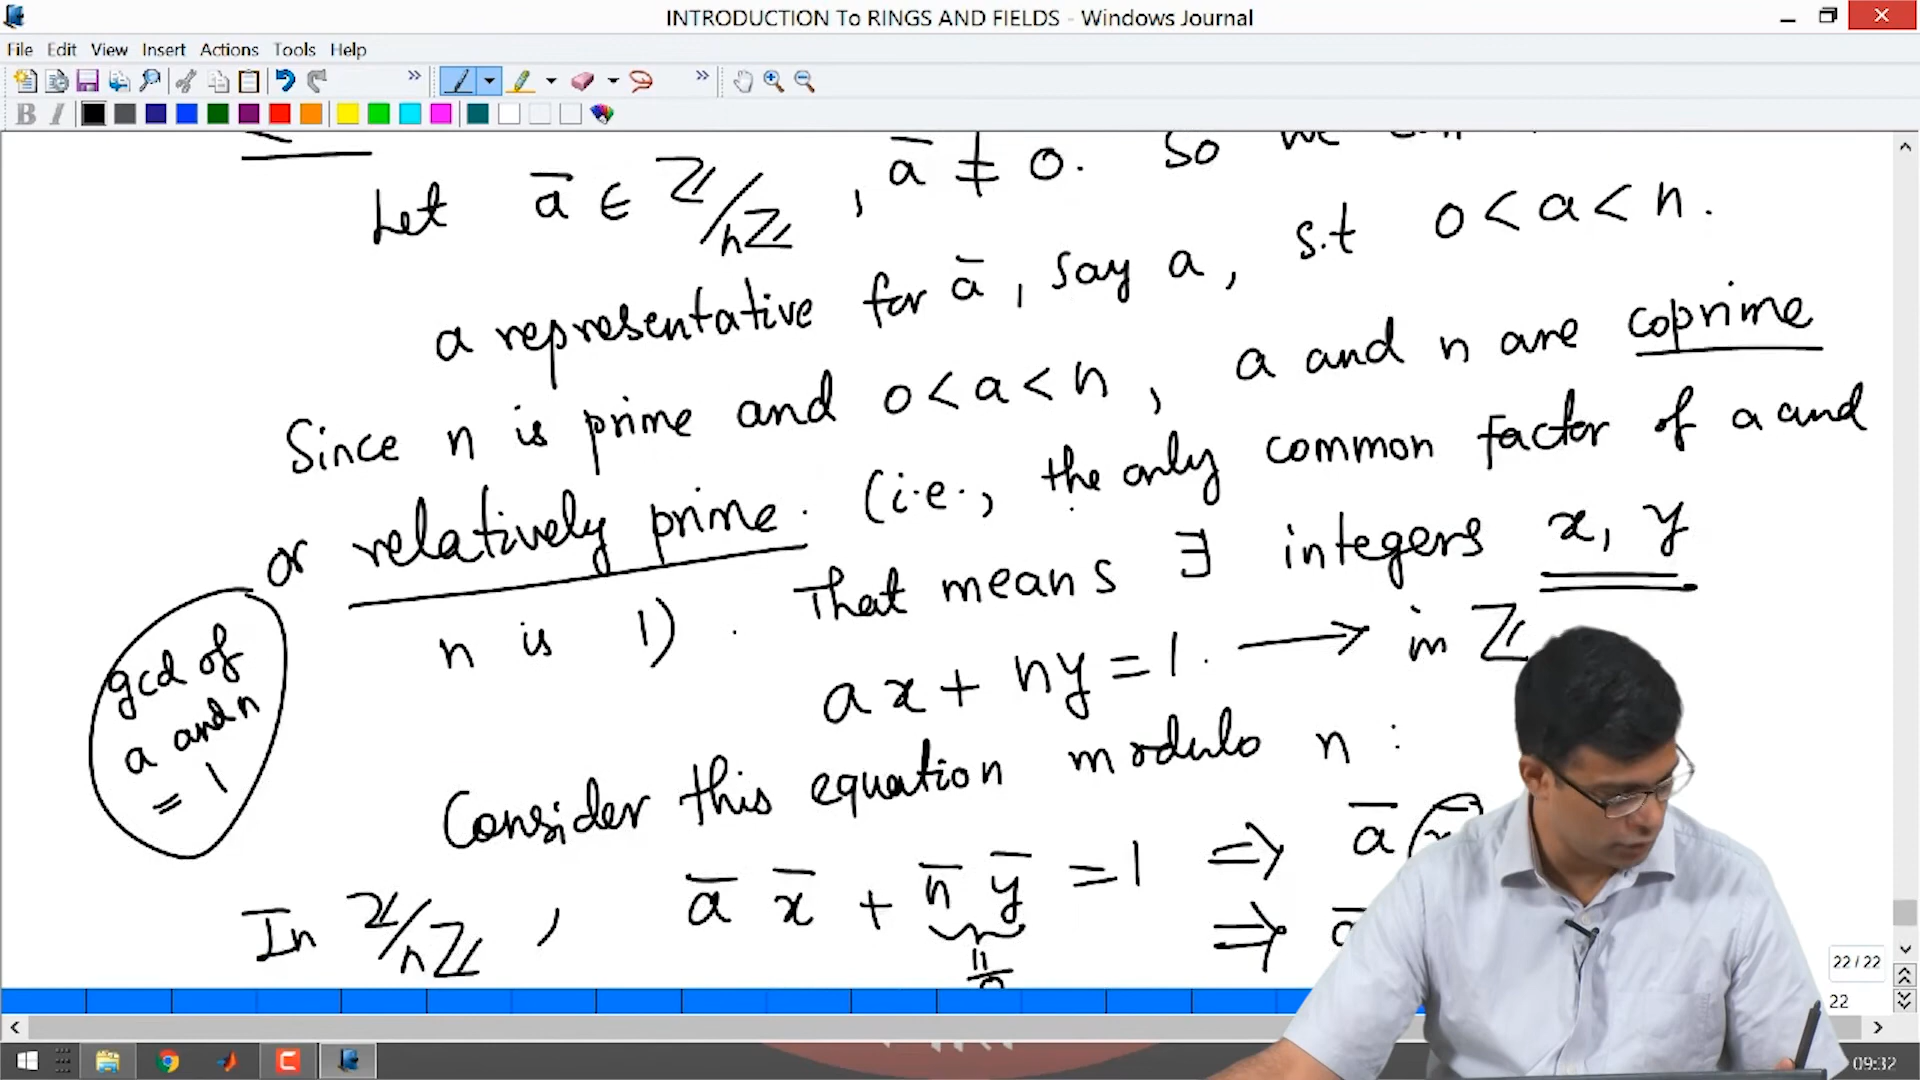 INTRODUCTION To RINGS AND FIELDS - Windows Journal
File Edit View Insert Actions Tools Help
B I
Let a̅ ∈ ℤ/nℤ, a̅ ≠ 0. So we can
a representative for a̅, say a, s.t 0 < a < n.
Since n is prime and 0 < a < n, a and n are coprime
or relatively prime. (i.e., the only common factor of a and
n is 1). That means ∃ integers x, y
gcd of
a and n
= 1
ax + ny = 1. → in ℤ
Consider this equation modulo n:
In ℤ/nℤ, a̅ x̅ + n̅ y̅ = 1 ⇒ a̅
⇒
22 / 22
22
09:32